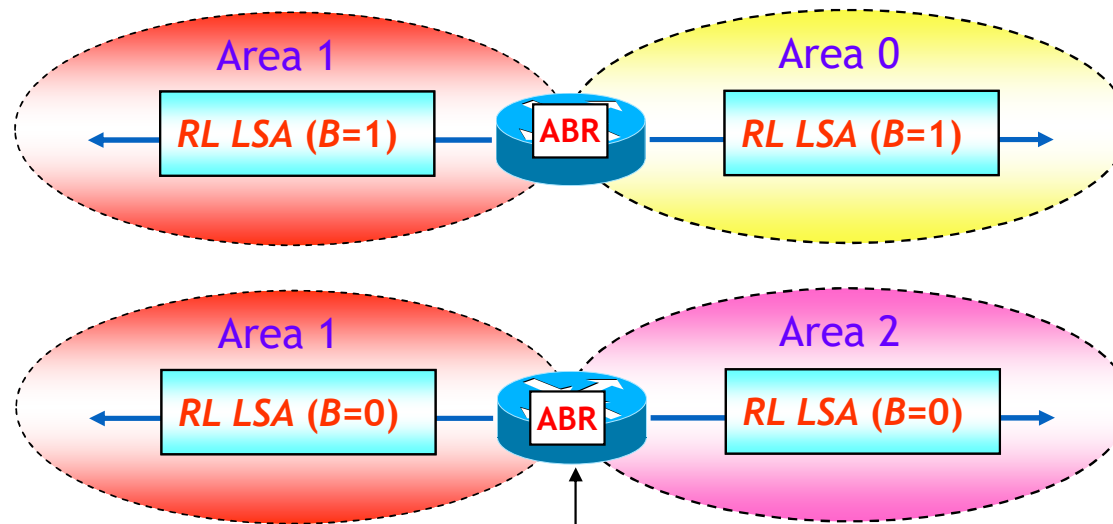 Area 1
Area 0
RL LSA (B=1)
ABR
RL LSA (B=1)
Area 1
Area 2
RL LSA (B=0)
ABR
RL LSA (B=0)